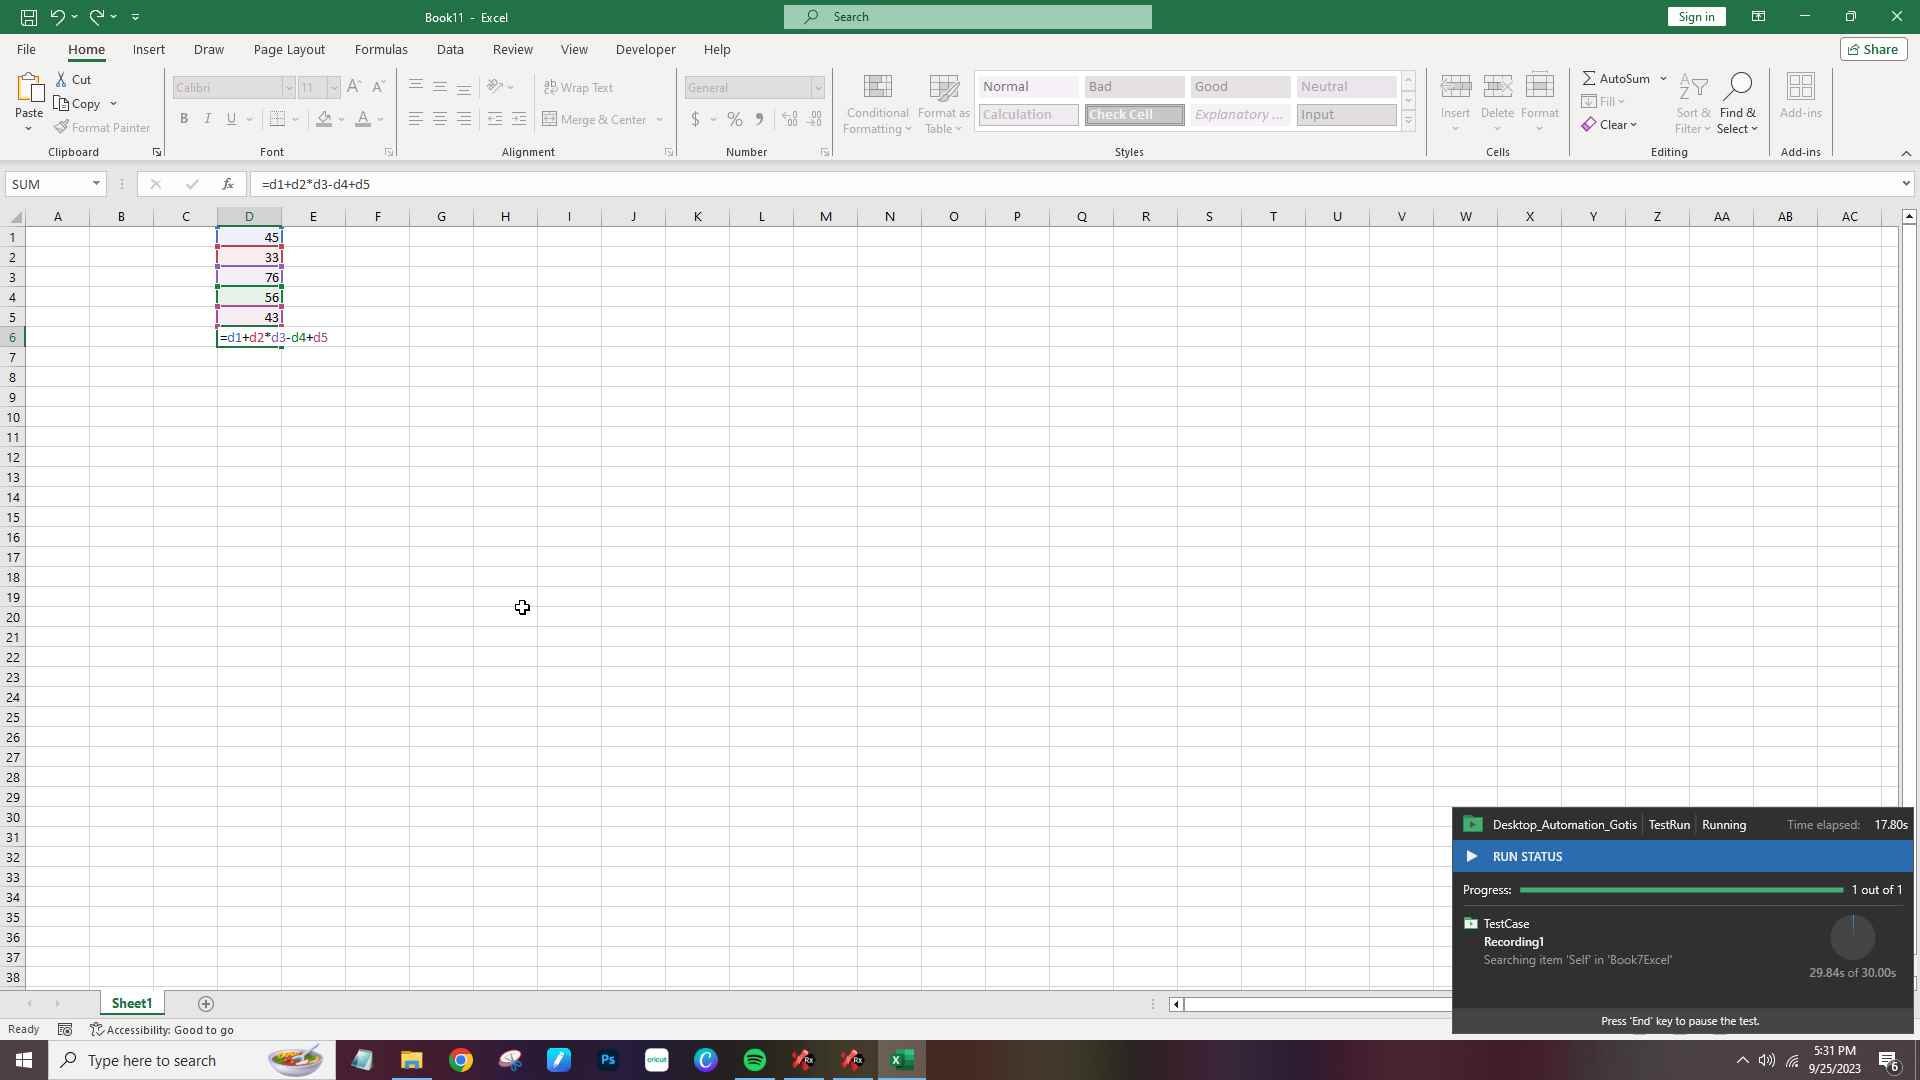 Book11 - Excel
Search
Sign in
File Home Insert Draw Page Layout Formulas Data Review View Developer Help
Share
Paste
Cut
Copy
Format Painter
Clipboard
Calibri 11
B I U
Font
Wrap Text
Merge & Center
Alignment
General
$ %
Number
Conditional Formatting
Format as Table
Normal Bad Good Neutral
Calculation Check Cell Explanatory ... Input
Styles
Insert Delete Format
Cells
AutoSum
Fill
Clear
Sort & Filter
Find & Select
Editing
Add-ins
Add-ins
SUM
fx
=d1+d2*d3-d4+d5
A B C D E F G H I J K L M N O P Q R S T U V W X Y Z AA AB AC
1 45
2 33
3 76
4 56
5 43
6 =d1+d2*d3-d4+d5
7
8
9
10
11
12
13
14
15
16
17
18
19
20
21
22
23
24
25
26
27
28
29
30
31
32
33
34
35
36
37
38
Desktop_Automation_Gotis TestRun Running Time elapsed: 17.80s
RUN STATUS
Progress: 1 out of 1
TestCase
Recording1
Searching item 'Self' in 'Book7Excel'
29.84s of 30.00s
Press 'End' key to pause the test.
Sheet1
Ready
Accessibility: Good to go
Type here to search
Ps
cricut
Rx
Rx
5:31 PM
9/25/2023
6